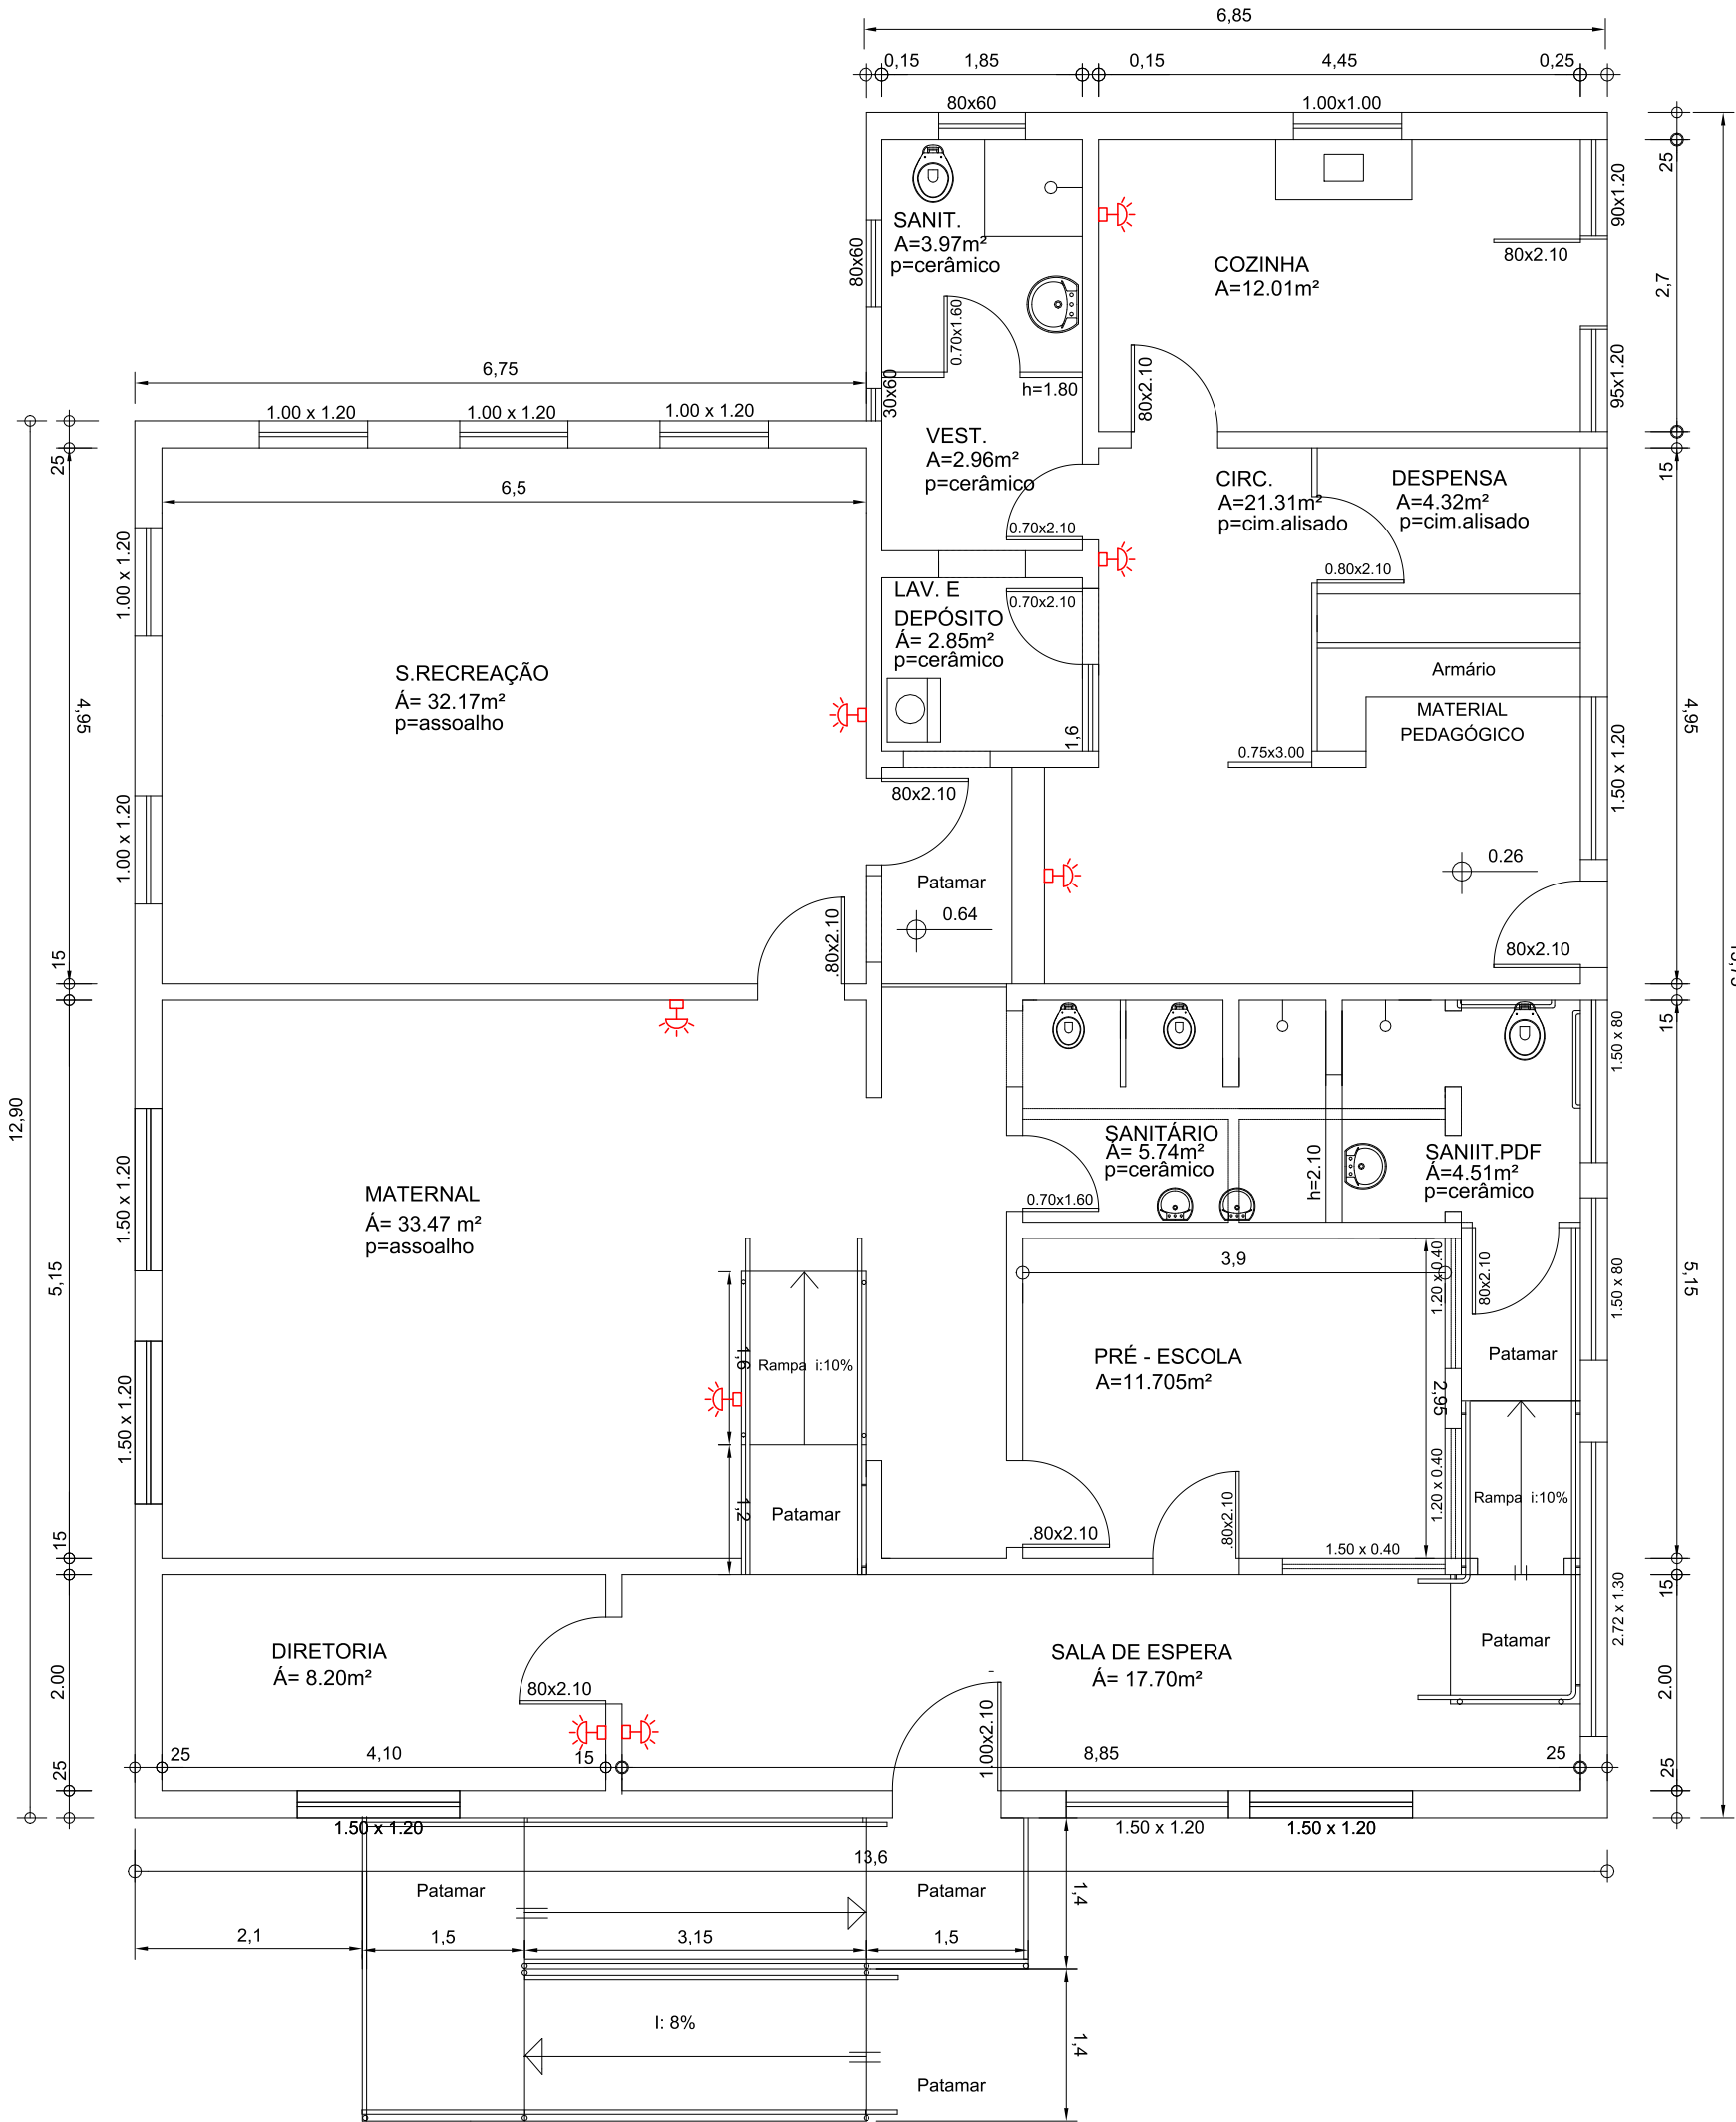 6,85
0,15 1,85 0,15 4,45 0,25
80x60 1.00x1.00
25
90x1.20
SANIT.
A=3.97m²
p=cerâmico
80x60
COZINHA
A=12.01m²
80x2.10
2,7
0.70x1.60
6,75
30x60
h=1.80
80x2.10
95x1.20
1.00 x 1.20 1.00 x 1.20 1.00 x 1.20
VEST.
A=2.96m²
p=cerâmico
25
6,5
CIRC.
A=21.31m²
p=cim.alisado
DESPENSA
A=4.32m²
p=cim.alisado
15
0.70x2.10
1.00 x 1.20
0.80x2.10
LAV. E
DEPÓSITO
Á= 2.85m²
p=cerâmico
0.70x2.10
S.RECREAÇÃO
Á= 32.17m²
p=assoalho
Armário
MATERIAL
PEDAGÓGICO
4,95
4,95
1,6
0.75x3.00
1.50 x 1.20
80x2.10
1.00 x 1.20
0.26
Patamar
0.64
.80x2.10
80x2.10
15
15
1.50 x 80
12,90
SANITÁRIO
Á= 5.74m²
p=cerâmico
h=2.10
SANIIT.PDF
Á=4.51m²
p=cerâmico
1.50 x 1.20
MATERNAL
Á= 33.47 m²
p=assoalho
0.70x1.60
3,9
1.20 x 0.40
80x2.10
1.50 x 80
5,15
5,15
1,6
Rampa i:10%
PRÉ - ESCOLA
A=11.705m²
2,95
Patamar
1.50 x 1.20
1.20 x 0.40
Rampa i:10%
1,2
Patamar
.80x2.10
.80x2.10
1.50 x 0.40
15
15
2.72 x 1.30
DIRETORIA
Á= 8.20m²
SALA DE ESPERA
Á= 17.70m²
Patamar
2.00
2.00
80x2.10
1.00x2.10
25
25 4,10 15 8,85 25
25
1.50 x 1.20 1.50 x 1.20 1.50 x 1.20
13,6
Patamar Patamar
1,4
2,1 1,5 3,15 1,5
I: 8%
1,4
Patamar